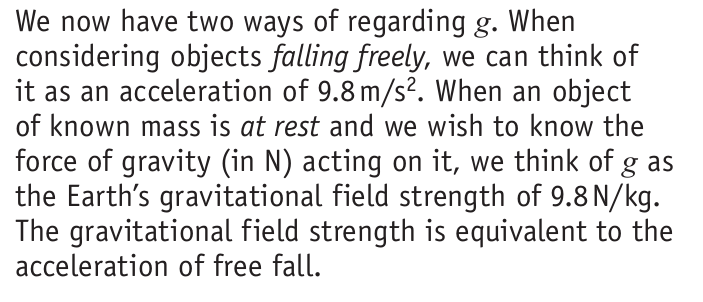 We now have two ways of regarding g. When
considering objects falling freely, we can think of
it as an acceleration of 9.8 m/s². When an object
of known mass is at rest and we wish to know the
force of gravity (in N) acting on it, we think of g as
the Earth’s gravitational field strength of 9.8 N/kg.
The gravitational field strength is equivalent to the
acceleration of free fall.